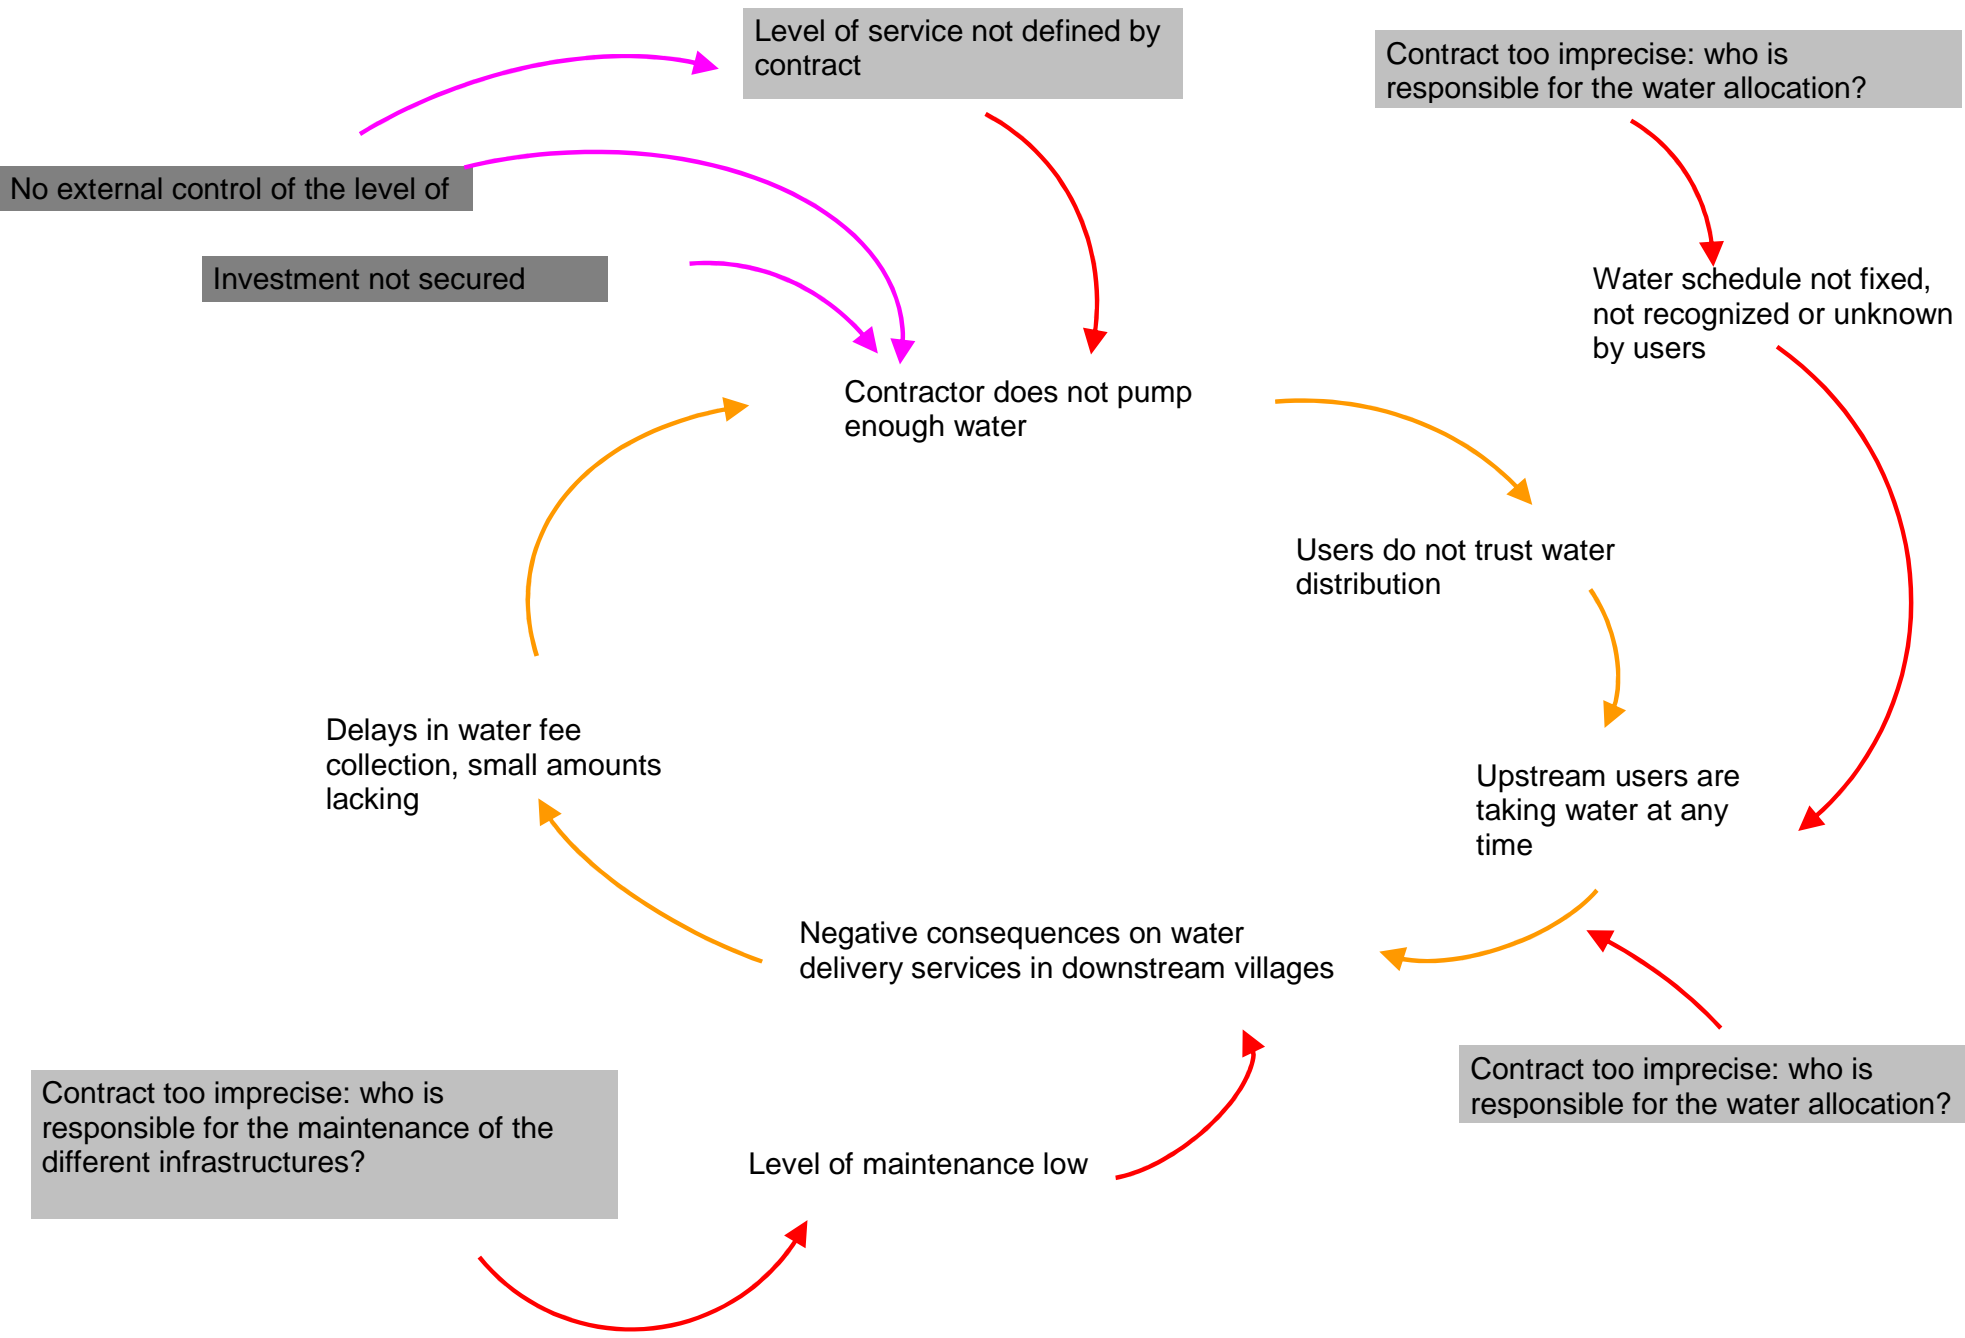 Level of service not defined by
contract
Contract too imprecise: who is
responsible for the water allocation?
No external control of the level of
Investment not secured
Water schedule not fixed,
not recognized or unknown
by users
Contractor does not pump
enough water
Users do not trust water
distribution
Delays in water fee
collection, small amounts
lacking
Upstream users are
taking water at any
time
Negative consequences on water
delivery services in downstream villages
Contract too imprecise: who is
responsible for the maintenance of the
different infrastructures?
Level of maintenance low
Contract too imprecise: who is
responsible for the water allocation?